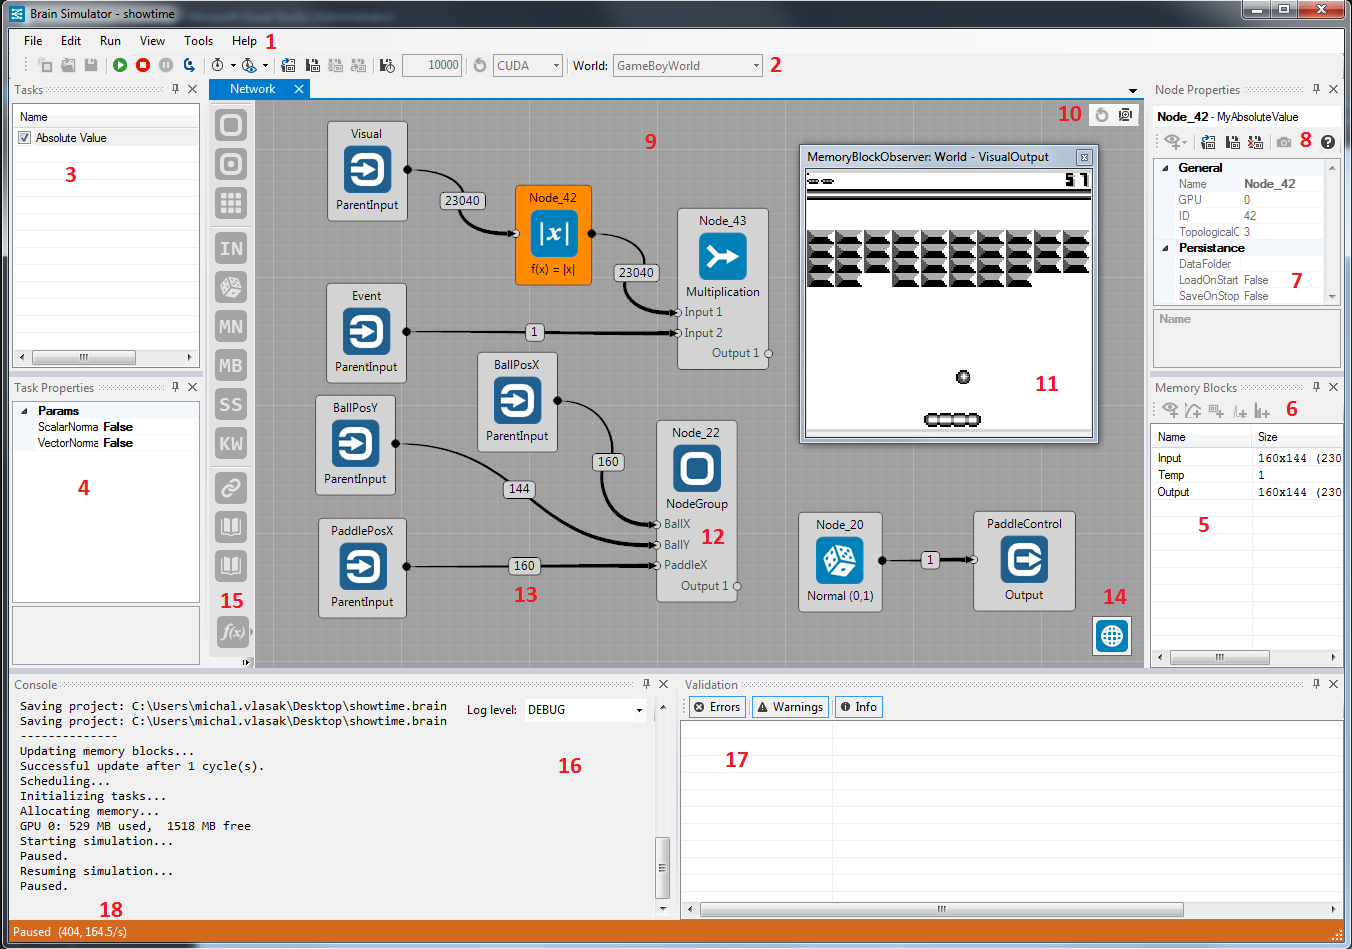 Brain Simulator - showtime
File Edit Run View Tools Help 1
10000 CUDA World: GameBoyWorld 2
Tasks
Name
Absolute Value
3
Task Properties
Params
ScalarNorma False
VectorNorma False
4
Network
IN
MN
MB
SS
KW
15
f(x)
9
10
Visual
ParentInput
23040
Node_42
|x|
f(x) = |x|
23040
Node_43
Multiplication
Input 1
Input 2
Output 1
Event
ParentInput
1
BallPosX
ParentInput
160
BallPosY
ParentInput
144
PaddlePosX
ParentInput
160
13
Node_22
NodeGroup
BallX
BallY
PaddleX
Output 1
12
MemoryBlockObserver: World - VisualOutput
57
11
Node_20
Normal (0,1)
1
PaddleControl
Output
14
Node Properties
Node_42 - MyAbsoluteValue
8
General
Name Node_42
GPU 0
ID 42
TopologicalC 3
Persistance
DataFolder
LoadOnStart False
SaveOnStop False
7
Name
Memory Blocks
6
Name Size
Input 160x144 (230
Temp 1
Output 160x144 (230
5
Console
Saving project: C:\Users\michal.vlasak\Desktop\showtime.brain
Saving project: C:\Users\michal.vlasak\Desktop\showtime.brain
--------------
Updating memory blocks...
Successful update after 1 cycle(s).
Scheduling...
Initializing tasks...
Allocating memory...
GPU 0: 529 MB used,  1518 MB free
Starting simulation...
Paused.
Resuming simulation...
Paused.
Log level: DEBUG
16
18
Validation
Errors Warnings Info
17
Paused (404, 164.5/s)